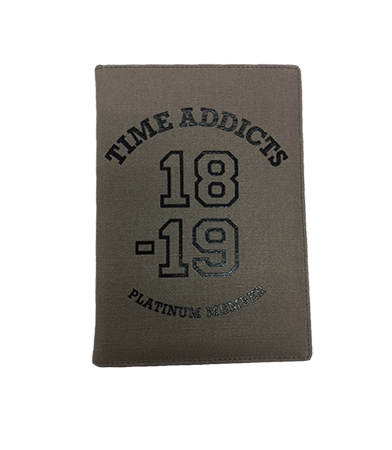 TIME ADDICTS
18
-19
PLATINUM MEMBER